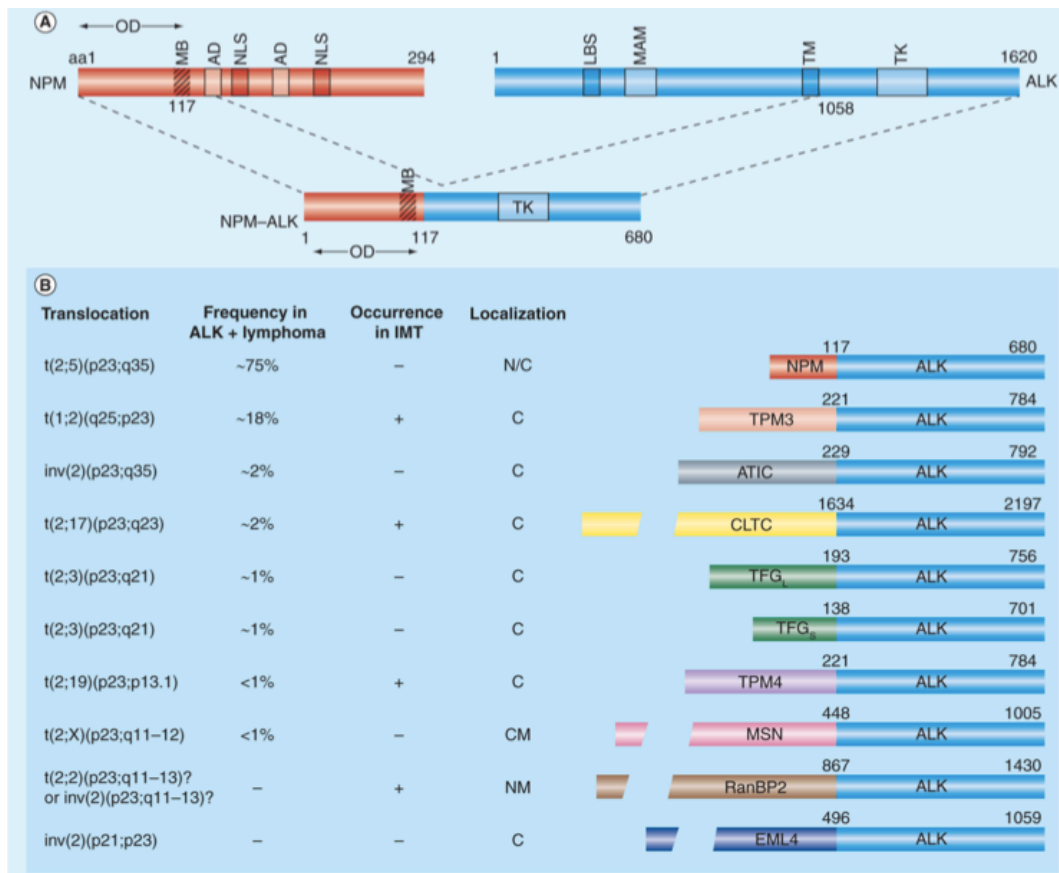 A
OD
aa1
MB
AD
NLS
AD
NLS
294
NPM
117
1
LBS
MAM
TM
TK
1620
ALK
1058
MB
TK
NPM–ALK
1
117
680
OD
B
Translocation
Frequency in
ALK + lymphoma
Occurrence
in IMT
Localization
t(2;5)(p23;q35) ~75% – N/C 117 680
NPM ALK
t(1;2)(q25;p23) ~18% + C 221 784
TPM3 ALK
inv(2)(p23;q35) ~2% – C 229 792
ATIC ALK
t(2;17)(p23;q23) ~2% + C 1634 2197
CLTC ALK
t(2;3)(p23;q21) ~1% – C 193 756
TFGL ALK
t(2;3)(p23;q21) ~1% – C 138 701
TFGS ALK
t(2;19)(p23;p13.1) <1% + C 221 784
TPM4 ALK
t(2;X)(p23;q11–12) <1% – CM 448 1005
MSN ALK
t(2;2)(p23;q11–13)?
or inv(2)(p23;q11–13)? – + NM 867 1430
RanBP2 ALK
inv(2)(p21;p23) – – C 496 1059
EML4 ALK